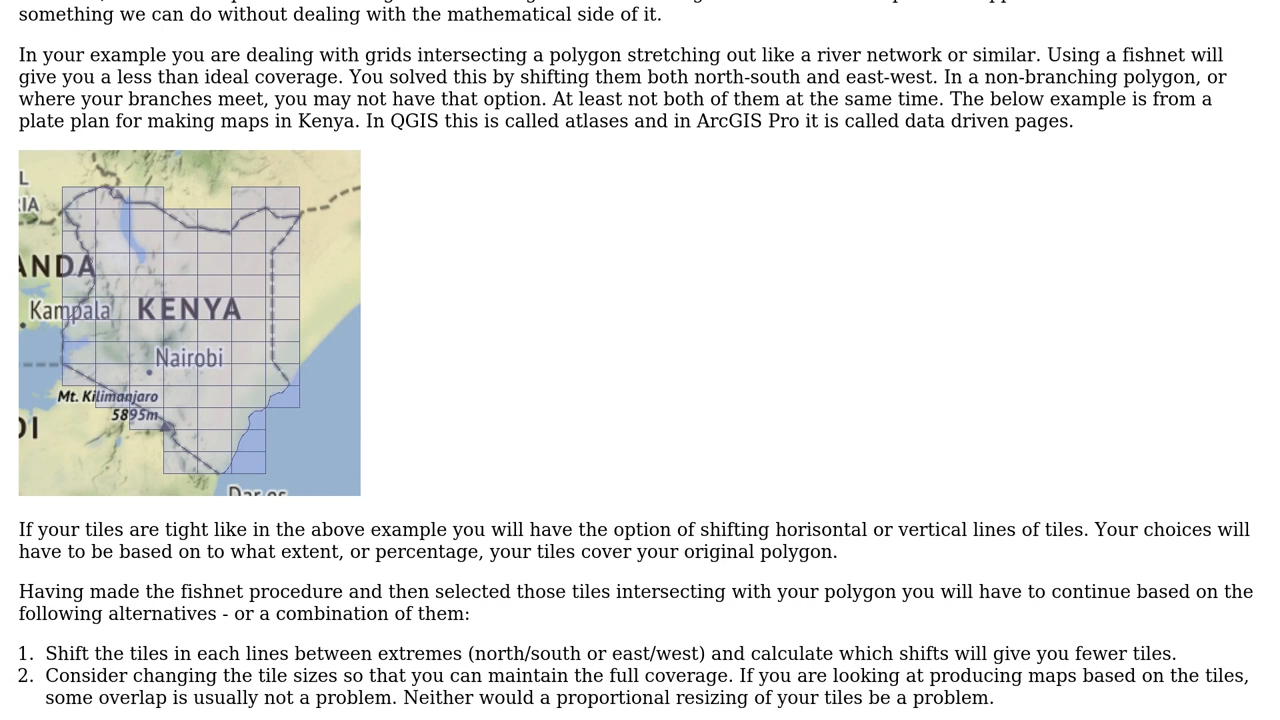 something we can do without dealing with the mathematical side of it.
In your example you are dealing with grids intersecting a polygon stretching out like a river network or similar. Using a fishnet will
give you a less than ideal coverage. You solved this by shifting them both north-south and east-west. In a non-branching polygon, or
where your branches meet, you may not have that option. At least not both of them at the same time. The below example is from a
plate plan for making maps in Kenya. In QGIS this is called atlases and in ArcGIS Pro it is called data driven pages.
L
IA
ANDA
Kampala
KENYA
Nairobi
Mt. Kilimanjaro
5895m
DI
If your tiles are tight like in the above example you will have the option of shifting horisontal or vertical lines of tiles. Your choices will
have to be based on to what extent, or percentage, your tiles cover your original polygon.
Having made the fishnet procedure and then selected those tiles intersecting with your polygon you will have to continue based on the
following alternatives - or a combination of them:
1. Shift the tiles in each lines between extremes (north/south or east/west) and calculate which shifts will give you fewer tiles.
2. Consider changing the tile sizes so that you can maintain the full coverage. If you are looking at producing maps based on the tiles,
some overlap is usually not a problem. Neither would a proportional resizing of your tiles be a problem.